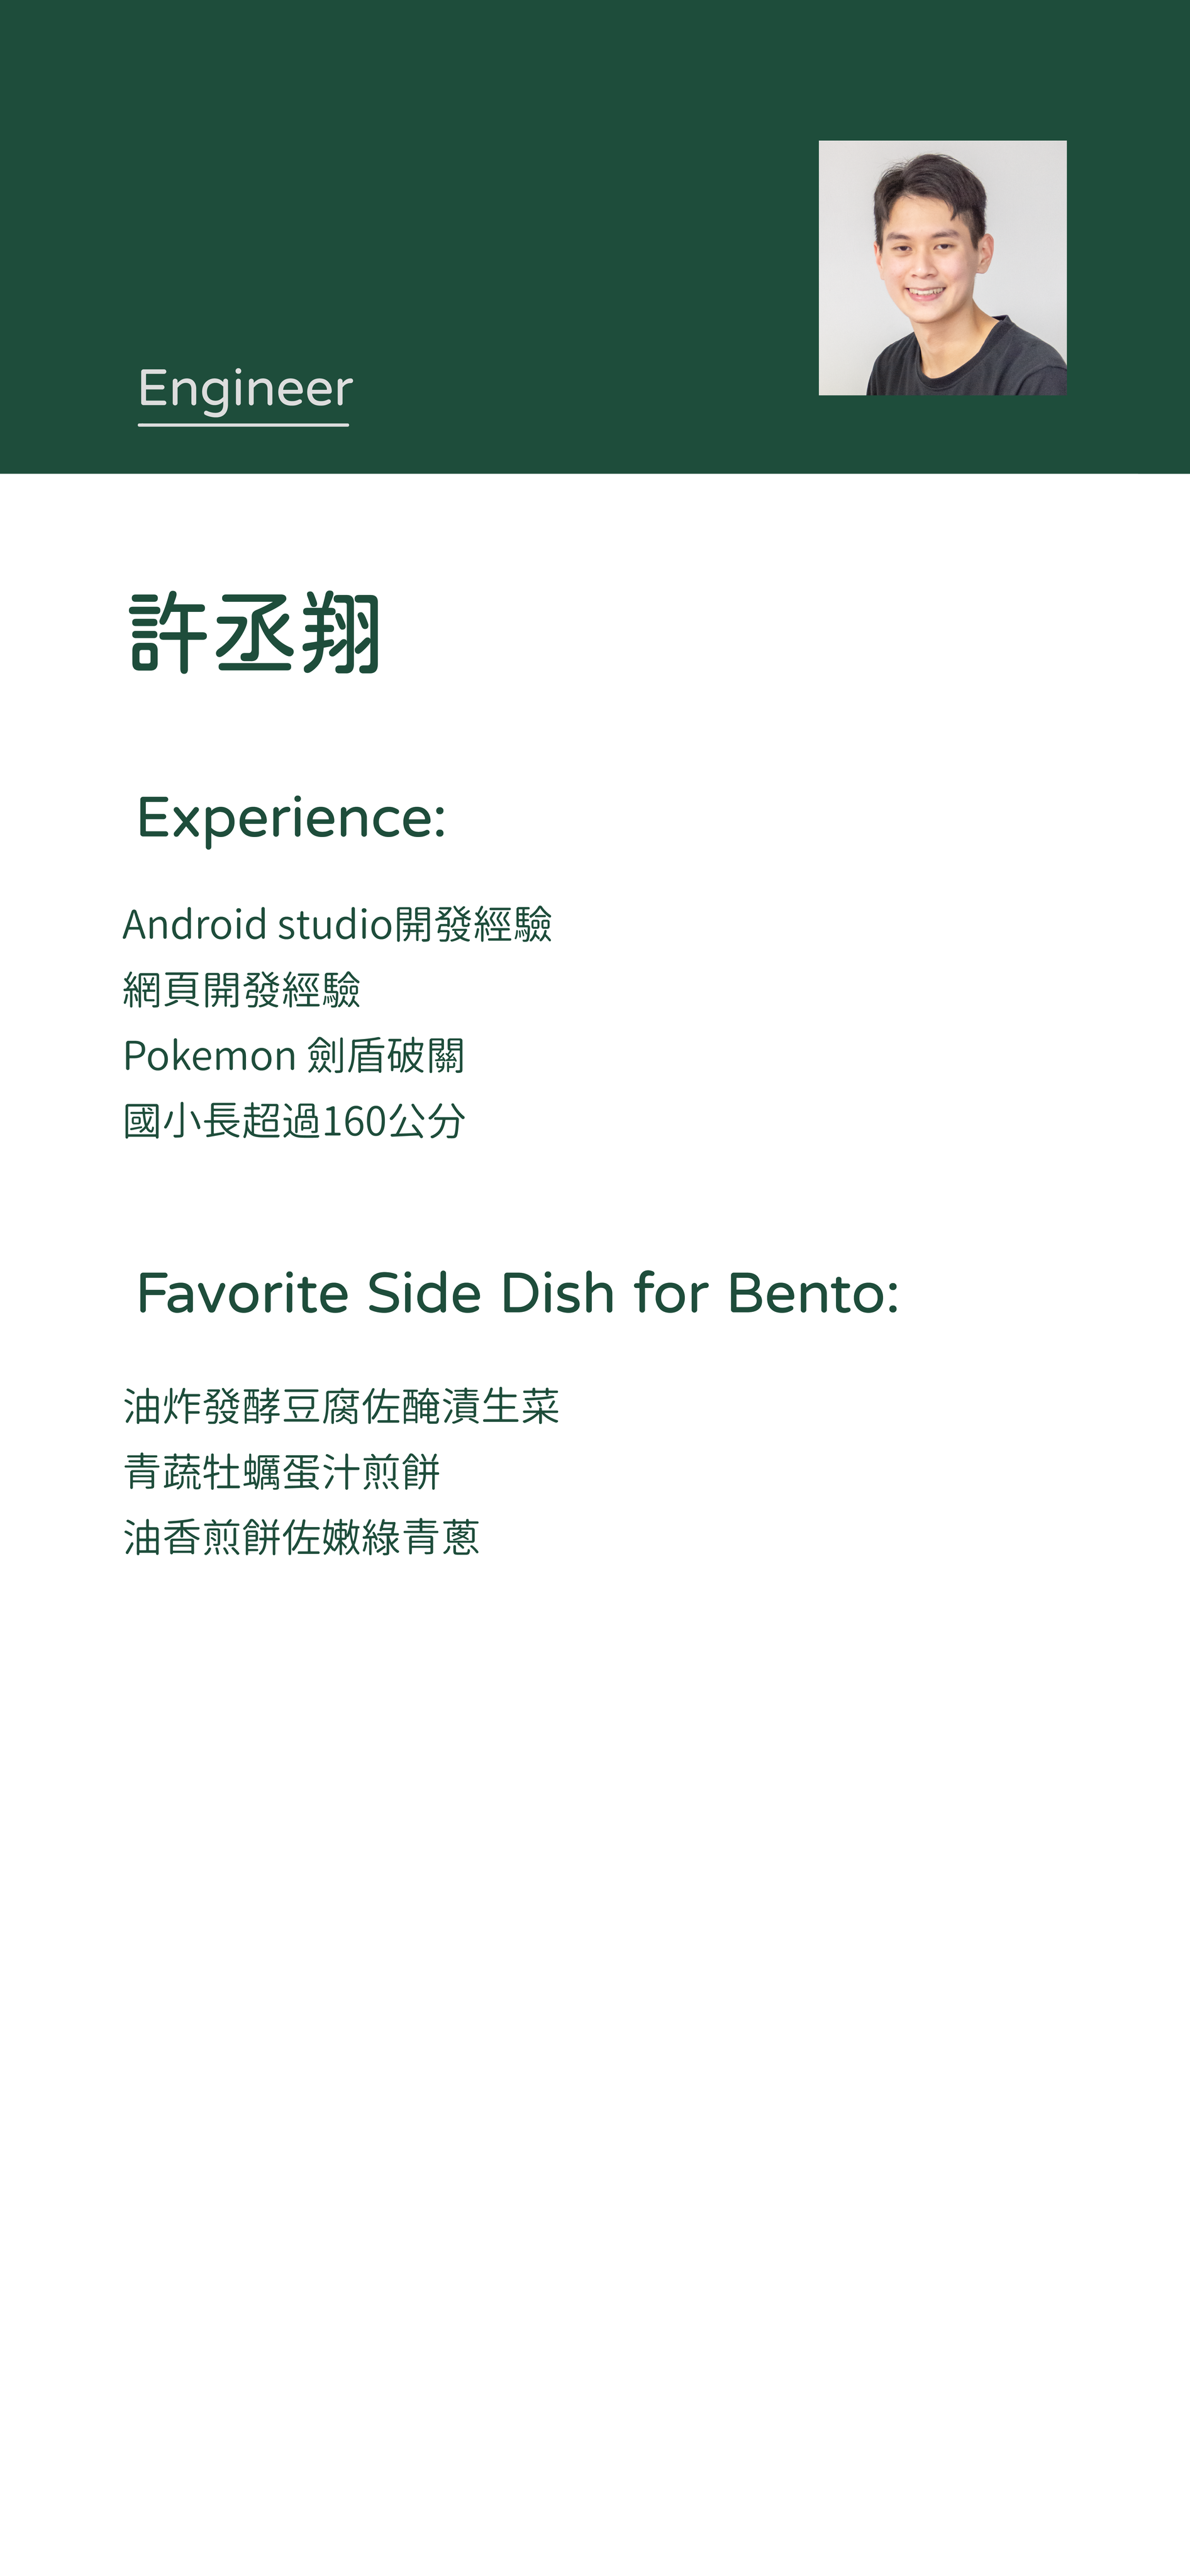 Engineer
許丞翔
Experience:
Android studio開發經驗
網頁開發經驗
Pokemon 劍盾破關
國小長超過160公分
Favorite Side Dish for Bento:
油炸發酵豆腐佐醃漬生菜
青蔬牡蠣蛋汁煎餅
油香煎餅佐嫩綠青蔥